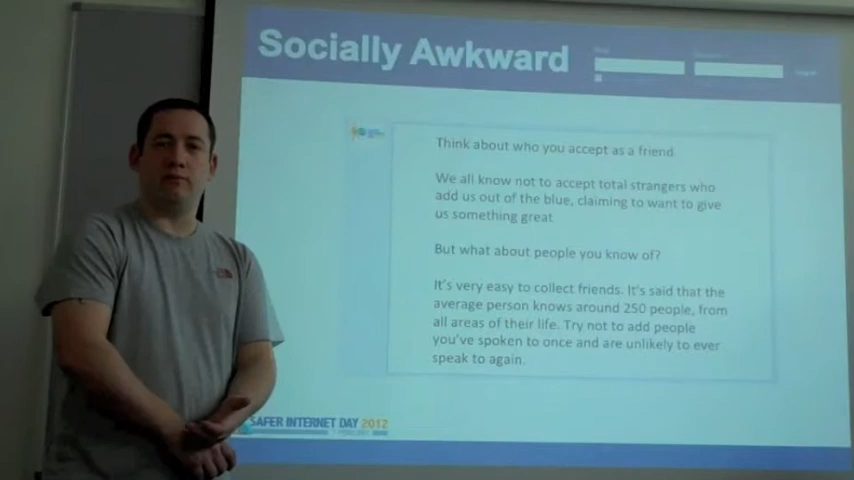 Socially Awkward
Think about who you accept as a friend.
We all know not to accept total strangers who
add us out of the blue, claiming to want to give
us something great
But what about people you know of?
It's very easy to collect friends. It's said that the
average person knows around 250 people, from
all areas of their life. Try not to add people
you've spoken to once and are unlikely to ever
speak to again.
SAFER INTERNET DAY 2012